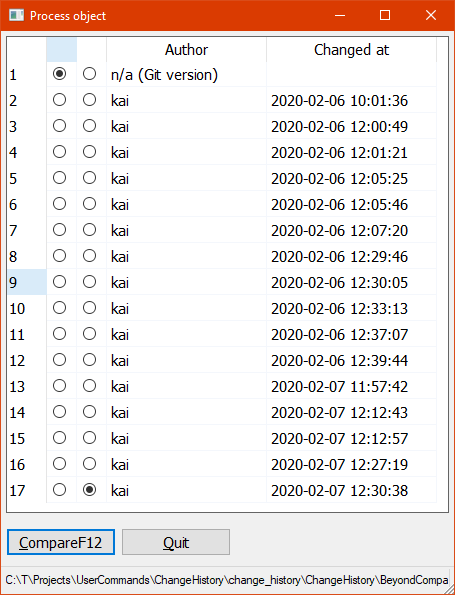 Process object
Author Changed at
1 n/a (Git version)
2 kai 2020-02-06 10:01:36
3 kai 2020-02-06 12:00:49
4 kai 2020-02-06 12:01:21
5 kai 2020-02-06 12:05:25
6 kai 2020-02-06 12:05:46
7 kai 2020-02-06 12:07:20
8 kai 2020-02-06 12:29:46
9 kai 2020-02-06 12:30:05
10 kai 2020-02-06 12:33:13
11 kai 2020-02-06 12:37:07
12 kai 2020-02-06 12:39:44
13 kai 2020-02-07 11:57:42
14 kai 2020-02-07 12:12:43
15 kai 2020-02-07 12:12:57
16 kai 2020-02-07 12:27:19
17 kai 2020-02-07 12:30:38
CompareF12 Quit
C:\T\Projects\UserCommands\ChangeHistory\change_history\ChangeHistory\BeyondCompa